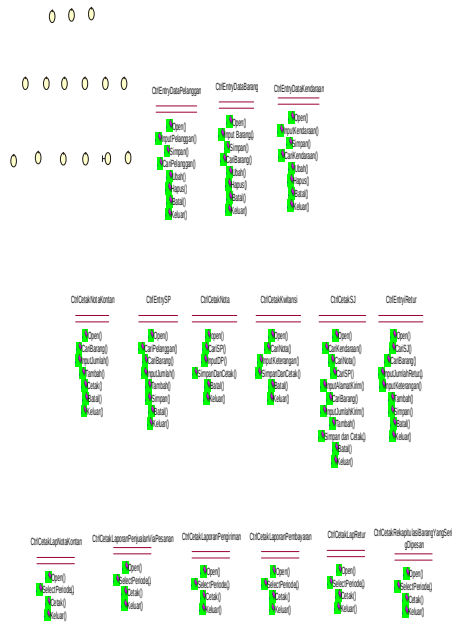 CtrlEntryDataPelanggan
Open()
InputPelanggan()
Simpan()
CariPelanggan()
Ubah()
Hapus()
Batal()
Keluar()
CtrlEntryDataBarang
Open()
Input Barang()
Simpan()
CariBarang()
Ubah()
Hapus()
Batal()
Keluar()
CtrlEntryDataKendaraan
Open()
InputKendaraan()
Simpan()
CariKendaraan()
Ubah()
Hapus()
Batal()
Keluar()
CtrlCetakNotaKontan
Open()
CariBarang()
InputJumlah()
Tambah()
Cetak()
Batal()
Keluar()
CtrlEntrySP
Open()
CariPelanggan()
CariBarang()
InputJumlah()
Tambah()
Simpan()
Batal()
Keluar()
CtrlCetakNota
Open()
CariSP()
InputDP()
SimpanDanCetak()
Batal()
Keluar()
CtrlCetakKwitansi
Open()
CariNota()
InputKeterangan()
SimpanDanCetak()
Batal()
Keluar()
CtrlCetakSJ
Open()
CariKendaraan()
CariNota()
CariSP()
InputAlamatKirim()
CariBarang()
InputJumlahKirim()
Tambah()
Simpan dan Cetak()
Batal()
Keluar()
CtrlEntryRetur
Open()
CariSJ()
CariBarang()
InputJumlahRetur()
InputKeterangan()
Tambah()
Simpan()
Batal()
Keluar()
CtrlCetakLapNotaKontan
Open()
SelectPeriode()
Cetak()
Keluar()
CtrlCetakLaporanPenjualanViaPesanan
Open()
SelectPeriode()
Cetak()
Keluar()
CtrlCetakLaporanPengiriman
Open()
SelectPeriode()
Cetak()
Keluar()
CtrlCetakLaporanPembayaan
Open()
SelectPeriode()
Cetak()
Keluar()
CtrlCetakLapRetur
Open()
SelectPeriode()
Cetak()
Keluar()
CtrlCetakRekapitulasiBarangYangSeri
gDipesan
Open()
SelectPeriode()
Cetak()
Keluar()